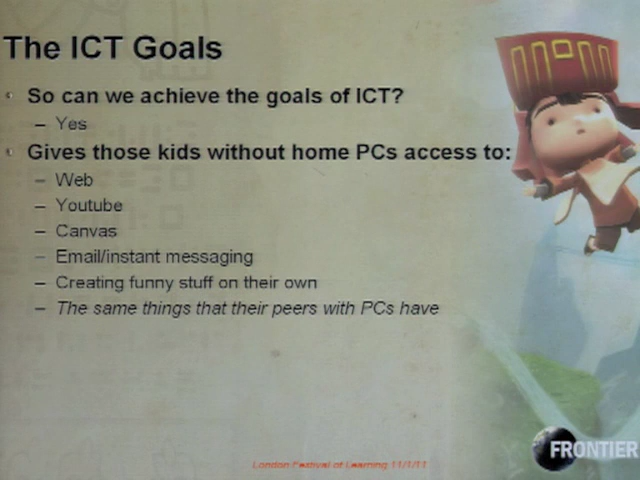 The ICT Goals
• So can we achieve the goals of ICT?
– Yes
• Gives those kids without home PCs access to:
– Web
– Youtube
– Canvas
– Email/instant messaging
– Creating funny stuff on their own
– The same things that their peers with PCs have
London Festival of Learning 11/1/11
FRONTIER